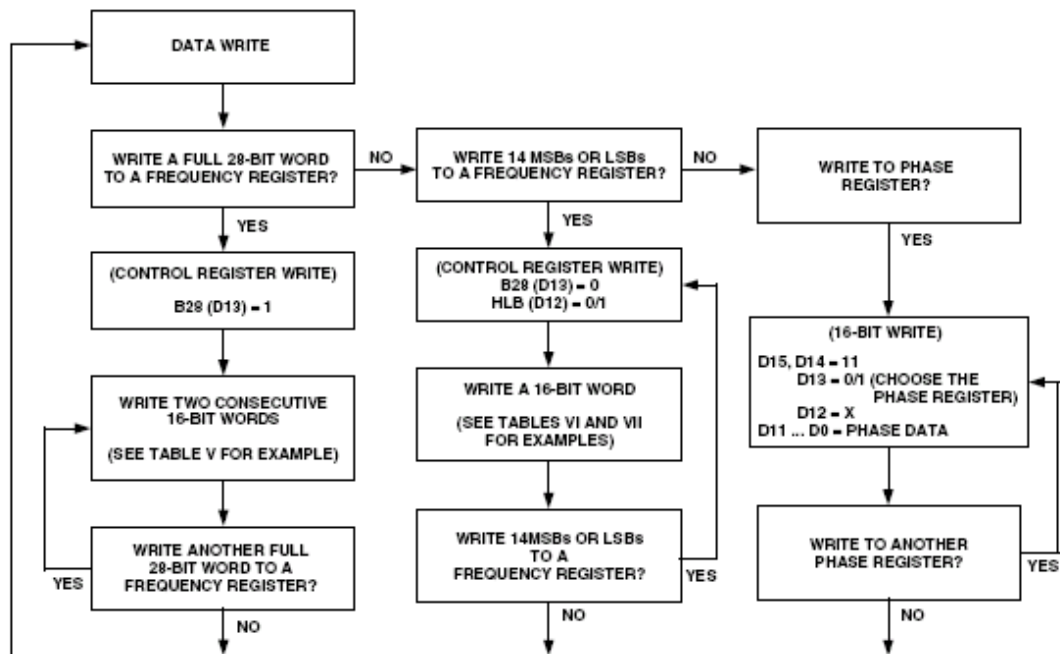 DATA WRITE
WRITE A FULL 28-BIT WORD
TO A FREQUENCY REGISTER?
NO
WRITE 14 MSBs OR LSBs
TO A FREQUENCY REGISTER?
NO
WRITE TO PHASE
REGISTER?
YES
YES
YES
(CONTROL REGISTER WRITE)
B28 (D13) = 1
(CONTROL REGISTER WRITE)
B28 (D13) = 0
HLB (D12) = 0/1
(16-BIT WRITE)
D15, D14 = 11
D13 = 0/1 (CHOOSE THE
PHASE REGISTER)
D12 = X
D11 ... D0 = PHASE DATA
WRITE TWO CONSECUTIVE
16-BIT WORDS
(SEE TABLE V FOR EXAMPLE)
WRITE A 16-BIT WORD
(SEE TABLES VI AND VII
FOR EXAMPLES)
WRITE ANOTHER FULL
28-BIT WORD TO A
FREQUENCY REGISTER?
YES
NO
WRITE 14MSBs OR LSBs
TO A
FREQUENCY REGISTER?
YES
NO
WRITE TO ANOTHER
PHASE REGISTER?
YES
NO